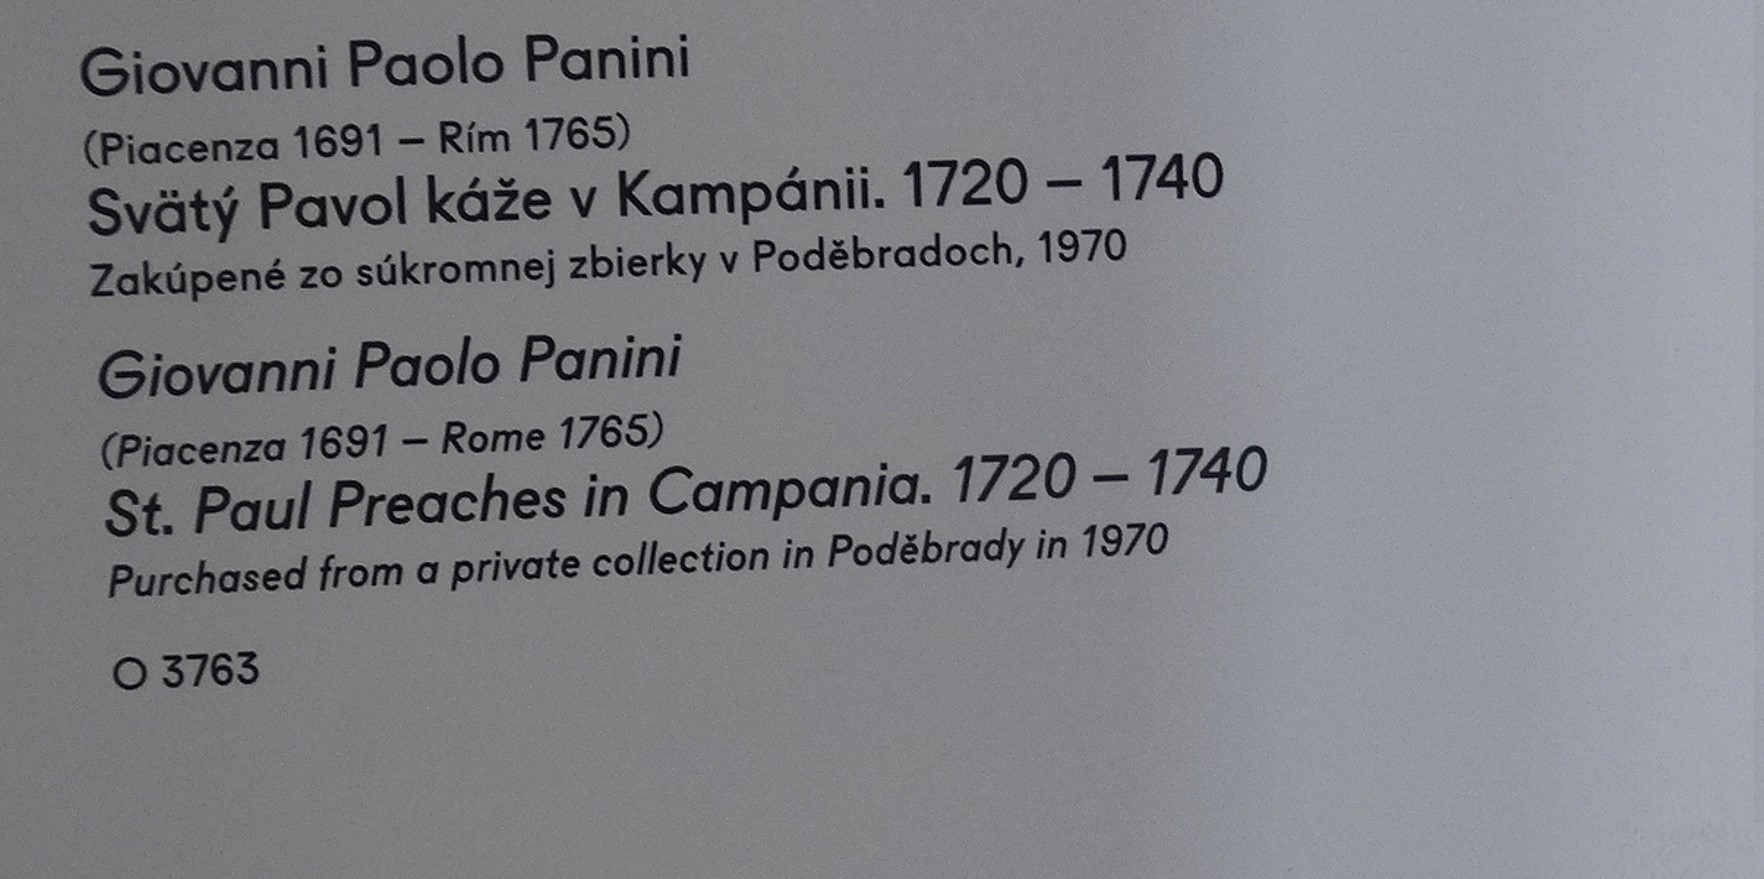 Giovanni Paolo Panini
(Piacenza 1691 – Rím 1765)
Svätý Pavol káže v Kampánii. 1720 – 1740
Zakúpené zo súkromnej zbierky v Poděbradoch, 1970
Giovanni Paolo Panini
(Piacenza 1691 – Rome 1765)
St. Paul Preaches in Campania. 1720 – 1740
Purchased from a private collection in Poděbrady in 1970
O 3763